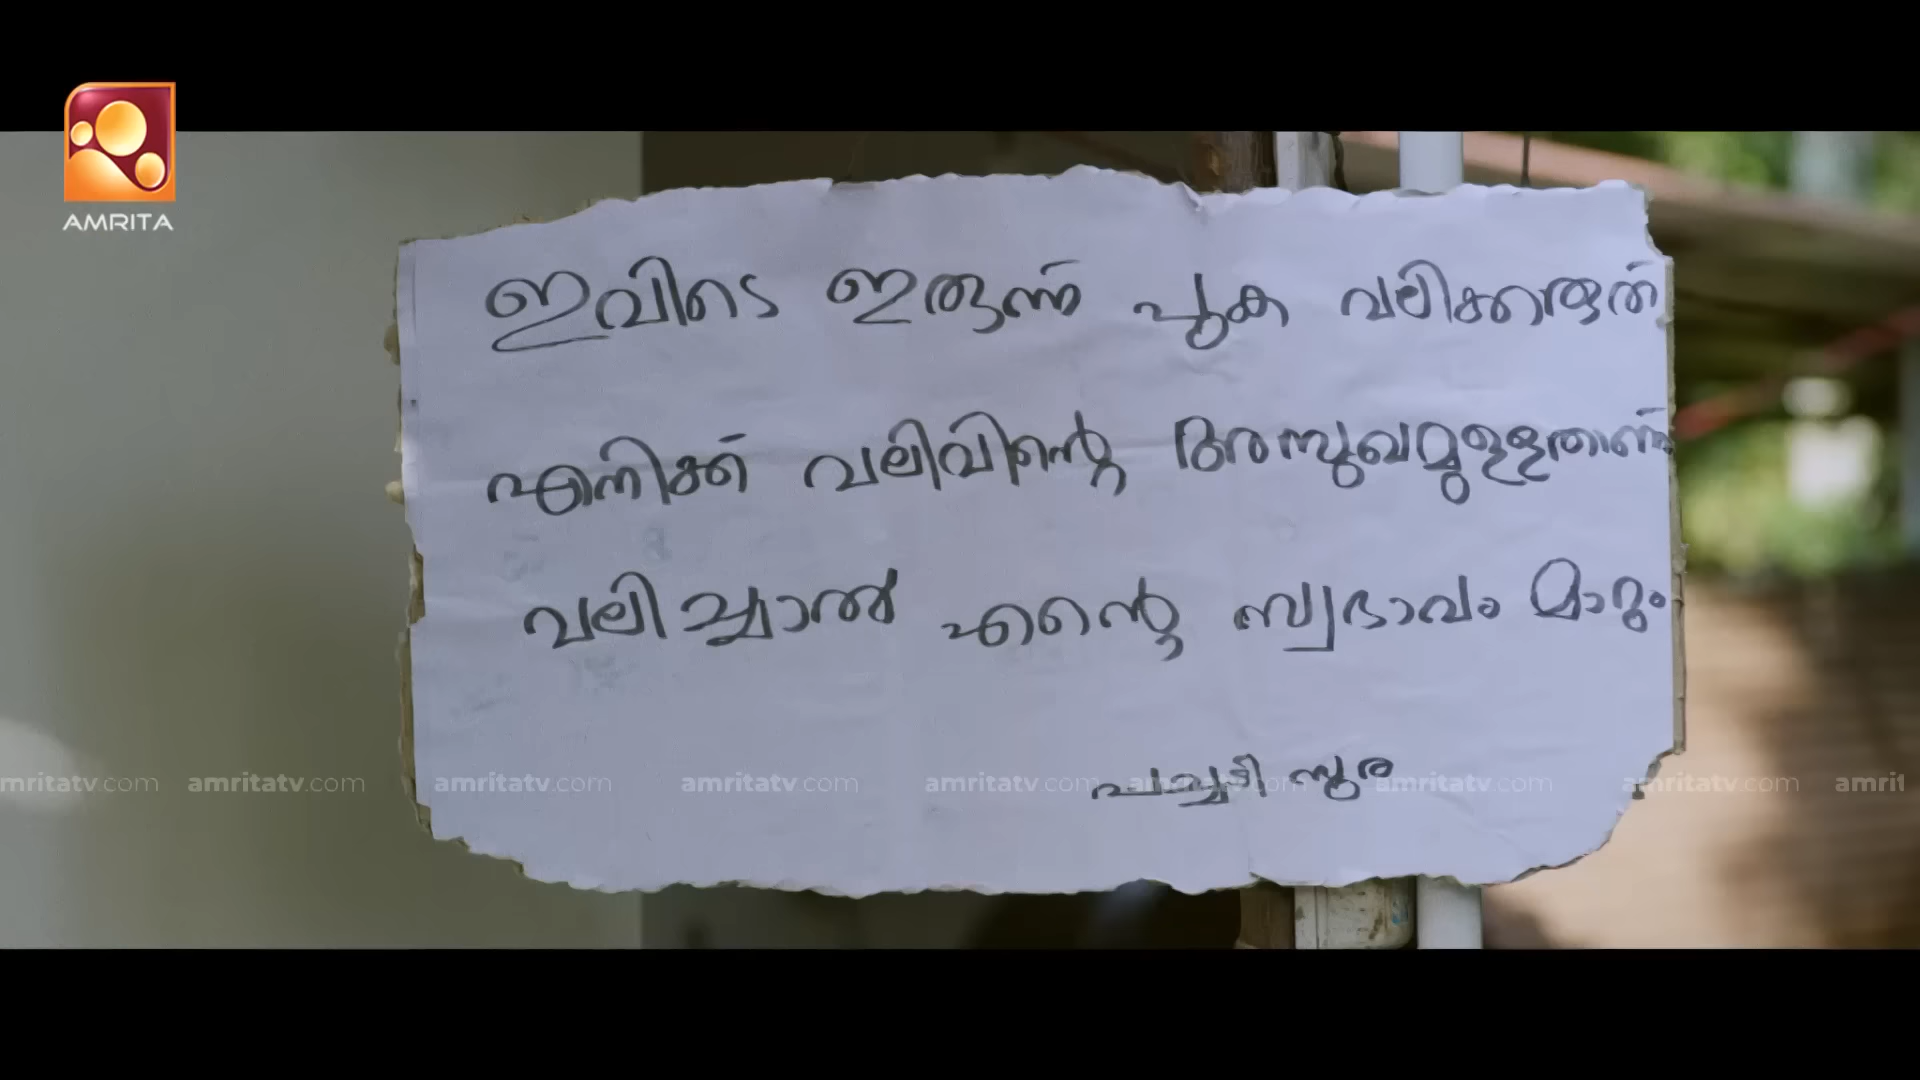 AMRITA
ഇവിടെ ഇരുന്ന് പുക വലിക്കരുത്
എനിക്ക് വലിവിന്റെ അസുഖമുള്ളതാണ്
വലിച്ചാൽ എന്റെ സ്വഭാവം മാറും
amritatv.com amritatv.com amritatv.com amritatv.com amritatv.com amritatv.com
സുര